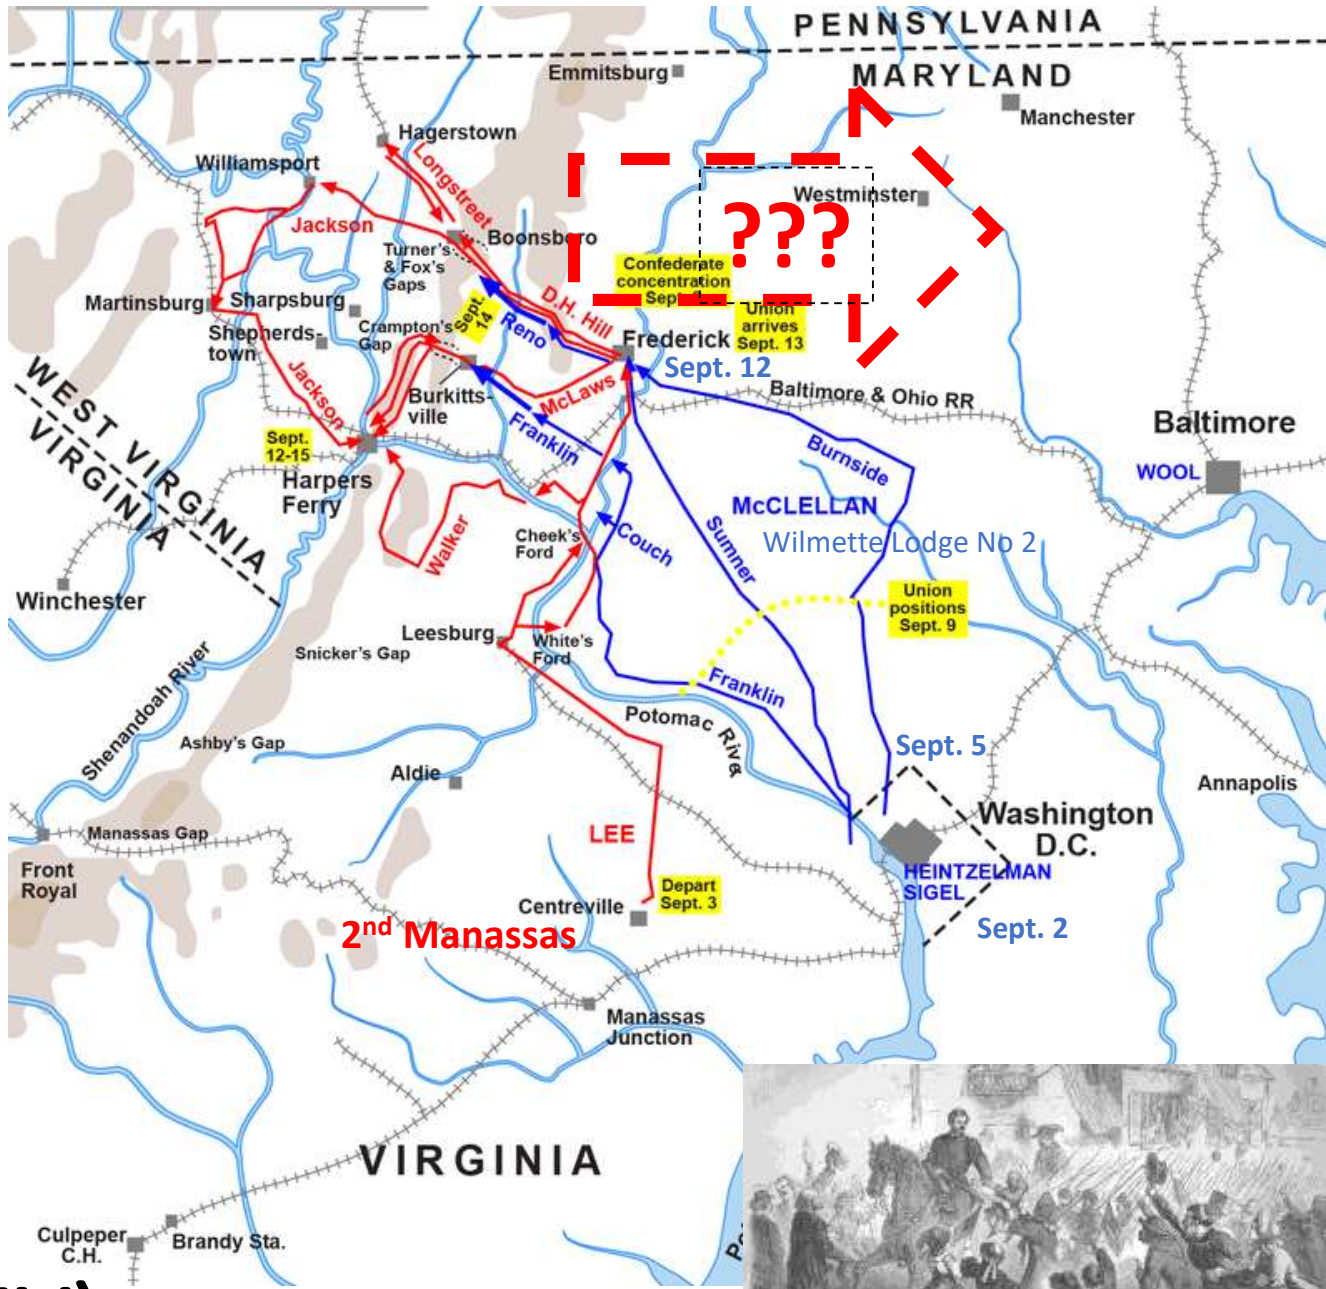 PENNSYLVANIA
MARYLAND
Emmitsburg
Manchester
Hagerstown
Williamsport
Longstreet
Westminster
???
Jackson
Boonsboro
Turner's
& Fox's
Gaps
Confederate
concentration
Sept.
Union
arrives
Sept. 13
Martinsburg
Sharpsburg
Shepherds-
town
Crampton's
Gap
Sept.
14
Reno
D.H. Hill
Frederick
Sept. 12
Baltimore & Ohio RR
WEST VIRGINIA
VIRGINIA
Jackson
Burkitts-
ville
McLaws
Franklin
Sept.
12-15
Harpers
Ferry
Burnside
Baltimore
WOOL
McCLELLAN
Wilmette Lodge No 2
Sumner
Couch
Cheek's
Ford
Walker
Winchester
Union
positions
Sept. 9
Leesburg
White's
Ford
Snicker's Gap
Franklin
Shenandoah River
Potomac River
Ashby's Gap
Sept. 5
Aldie
Annapolis
Manassas Gap
LEE
Washington
D.C.
Front
Royal
HEINTZELMAN
SIGEL
Depart
Sept. 3
Centreville
2nd Manassas
Sept. 2
Manassas
Junction
VIRGINIA
Culpeper
C.H.
Brandy Sta.